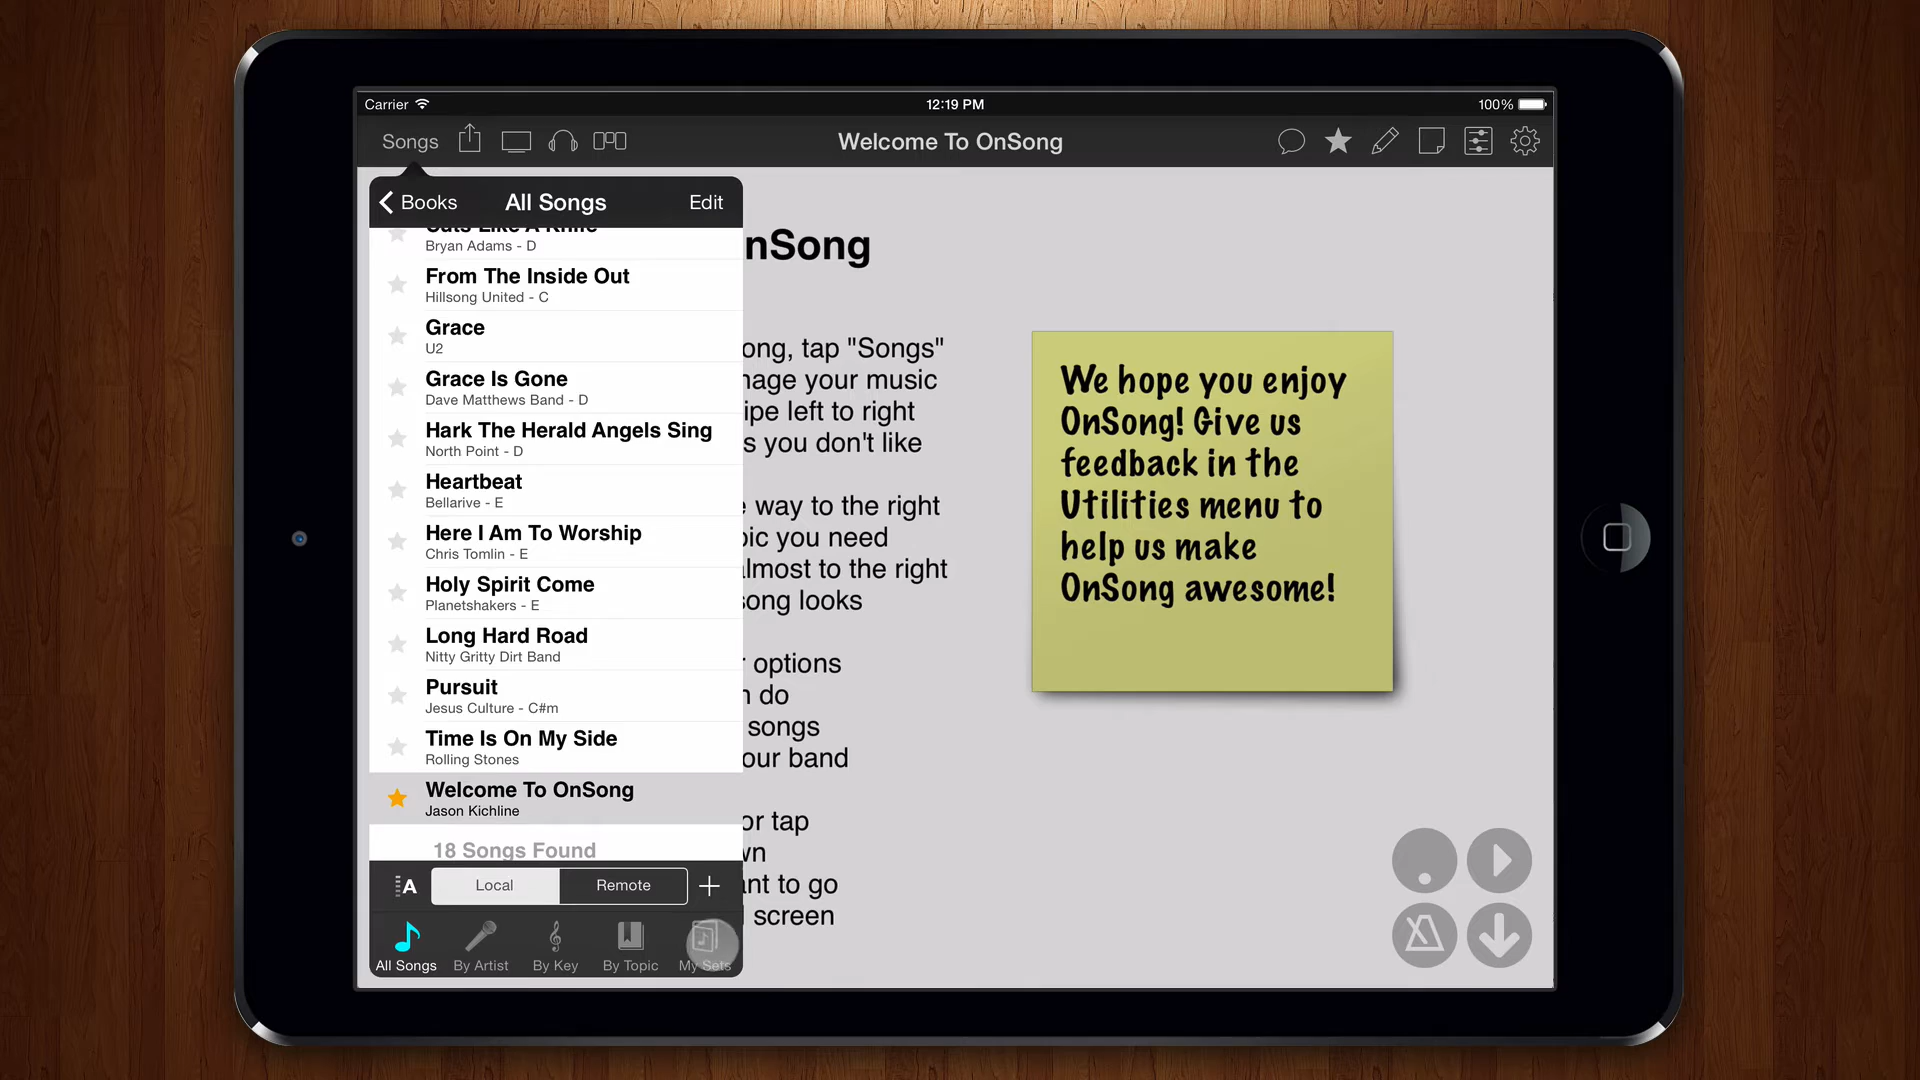 Carrier
12:19 PM
100%
Songs
Welcome To OnSong
Books
All Songs
Edit
Cuts Like A Knife
Bryan Adams - D
From The Inside Out
Hillsong United - C
Grace
U2
Grace Is Gone
Dave Matthews Band - D
Hark The Herald Angels Sing
North Point - D
Heartbeat
Bellarive - E
Here I Am To Worship
Chris Tomlin - E
Holy Spirit Come
Planetshakers - E
Long Hard Road
Nitty Gritty Dirt Band
Pursuit
Jesus Culture - C#m
Time Is On My Side
Rolling Stones
Welcome To OnSong
Jason Kichline
18 Songs Found
A
Local
Remote
All Songs
By Artist
By Key
By Topic
My Sets
nSong
ong, tap "Songs"
nage your music
ipe left to right
s you don't like
way to the right
pic you need
almost to the right
song looks
options
do
songs
our band
or tap
wn
ant to go
screen
We hope you enjoy
OnSong! Give us
feedback in the
Utilities menu to
help us make
OnSong awesome!